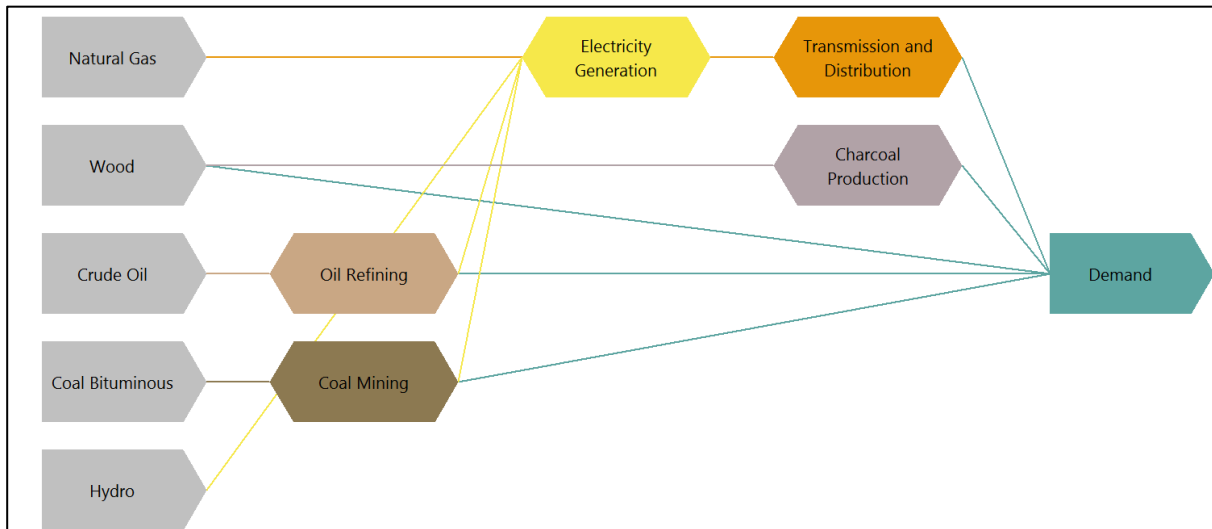 Natural Gas
Electricity
Generation
Transmission and
Distribution
Wood
Charcoal
Production
Crude Oil
Oil Refining
Demand
Coal Bituminous
Coal Mining
Hydro